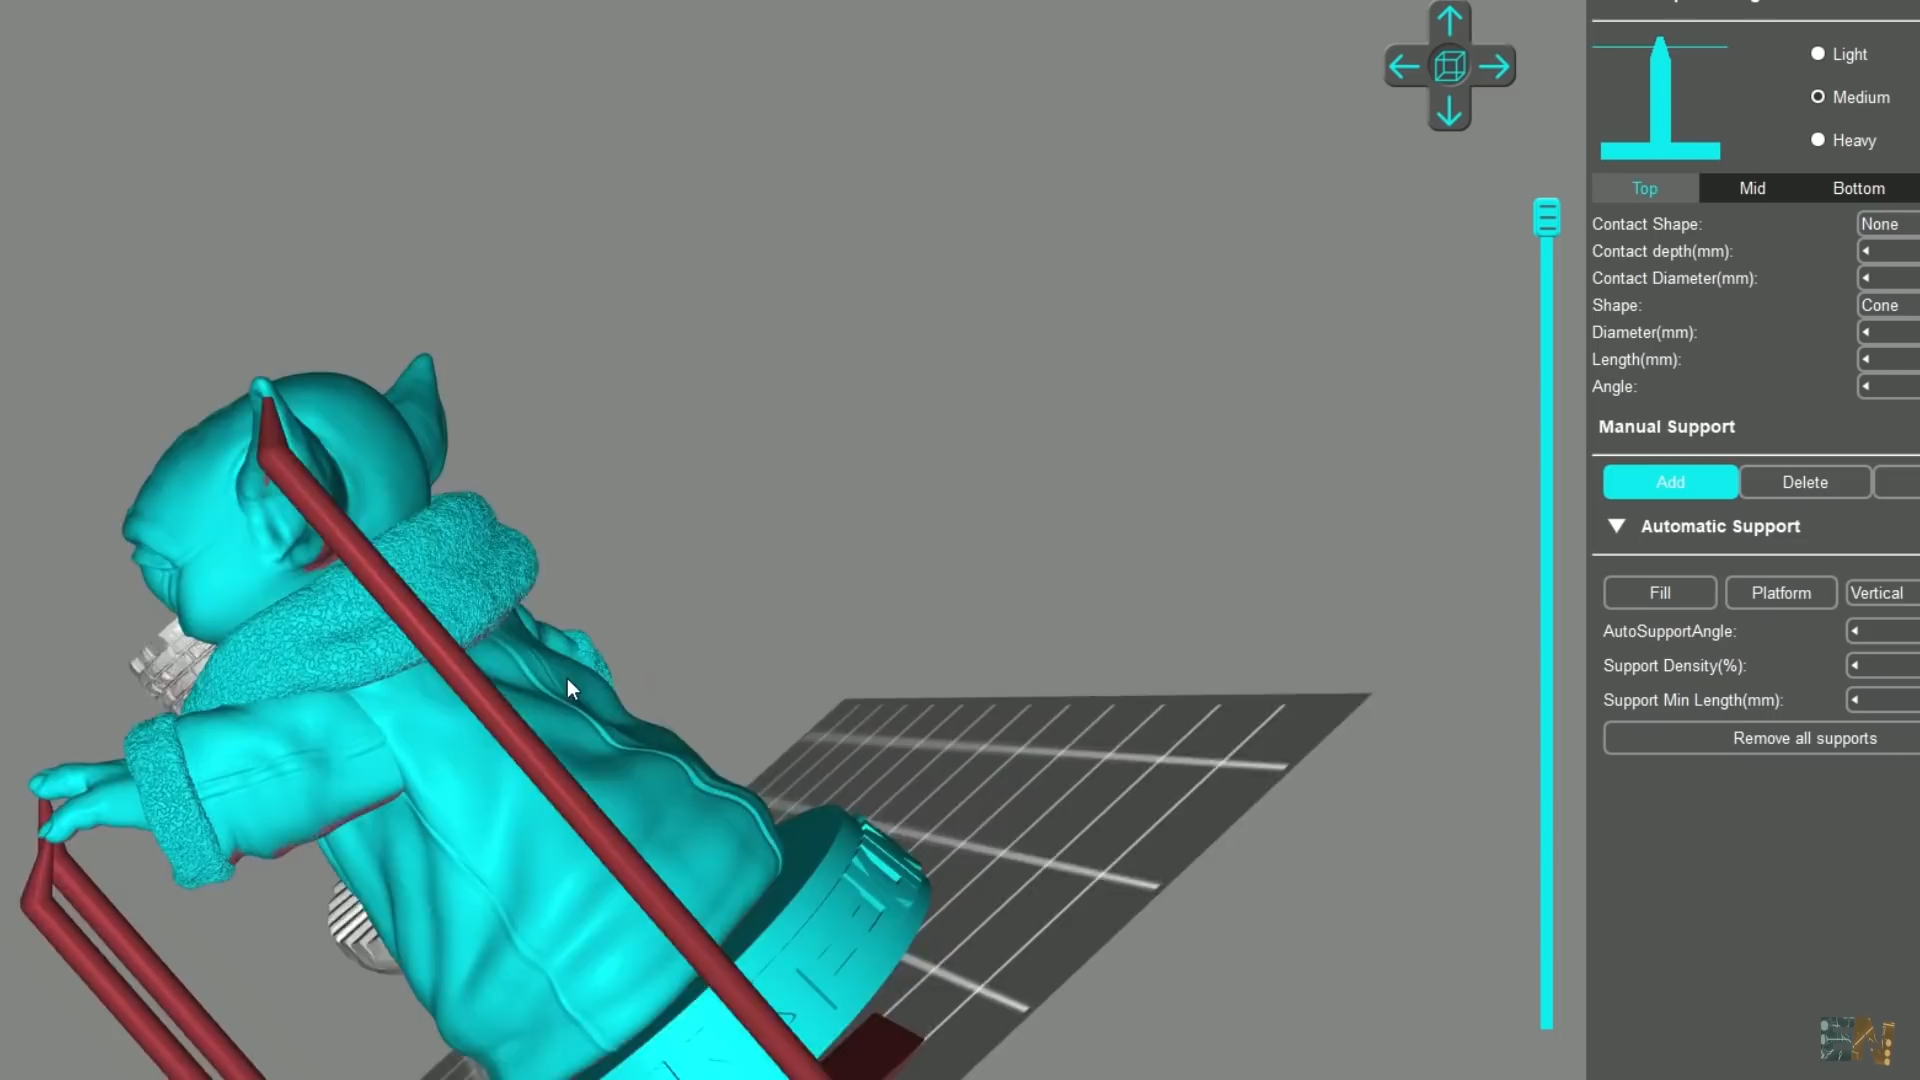 Light
Medium
Heavy
Top Mid Bottom
Contact Shape: None
Contact depth(mm):
Contact Diameter(mm):
Shape: Cone
Diameter(mm):
Length(mm):
Angle:
Manual Support
Add Delete
Automatic Support
Fill Platform Vertical
AutoSupportAngle:
Support Density(%):
Support Min Length(mm):
Remove all supports